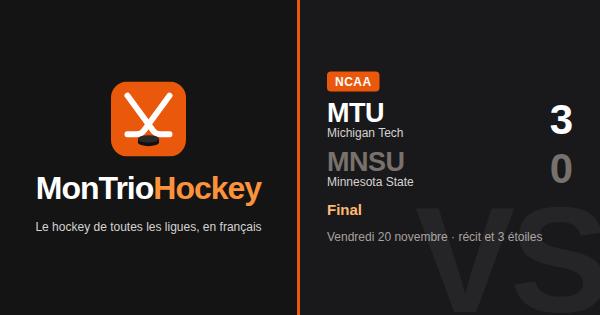 MonTrioHockey
Le hockey de toutes les ligues, en français
NCAA
MTU 3
Michigan Tech
MNSU 0
Minnesota State
Final
Vendredi 20 novembre · récit et 3 étoiles
VS